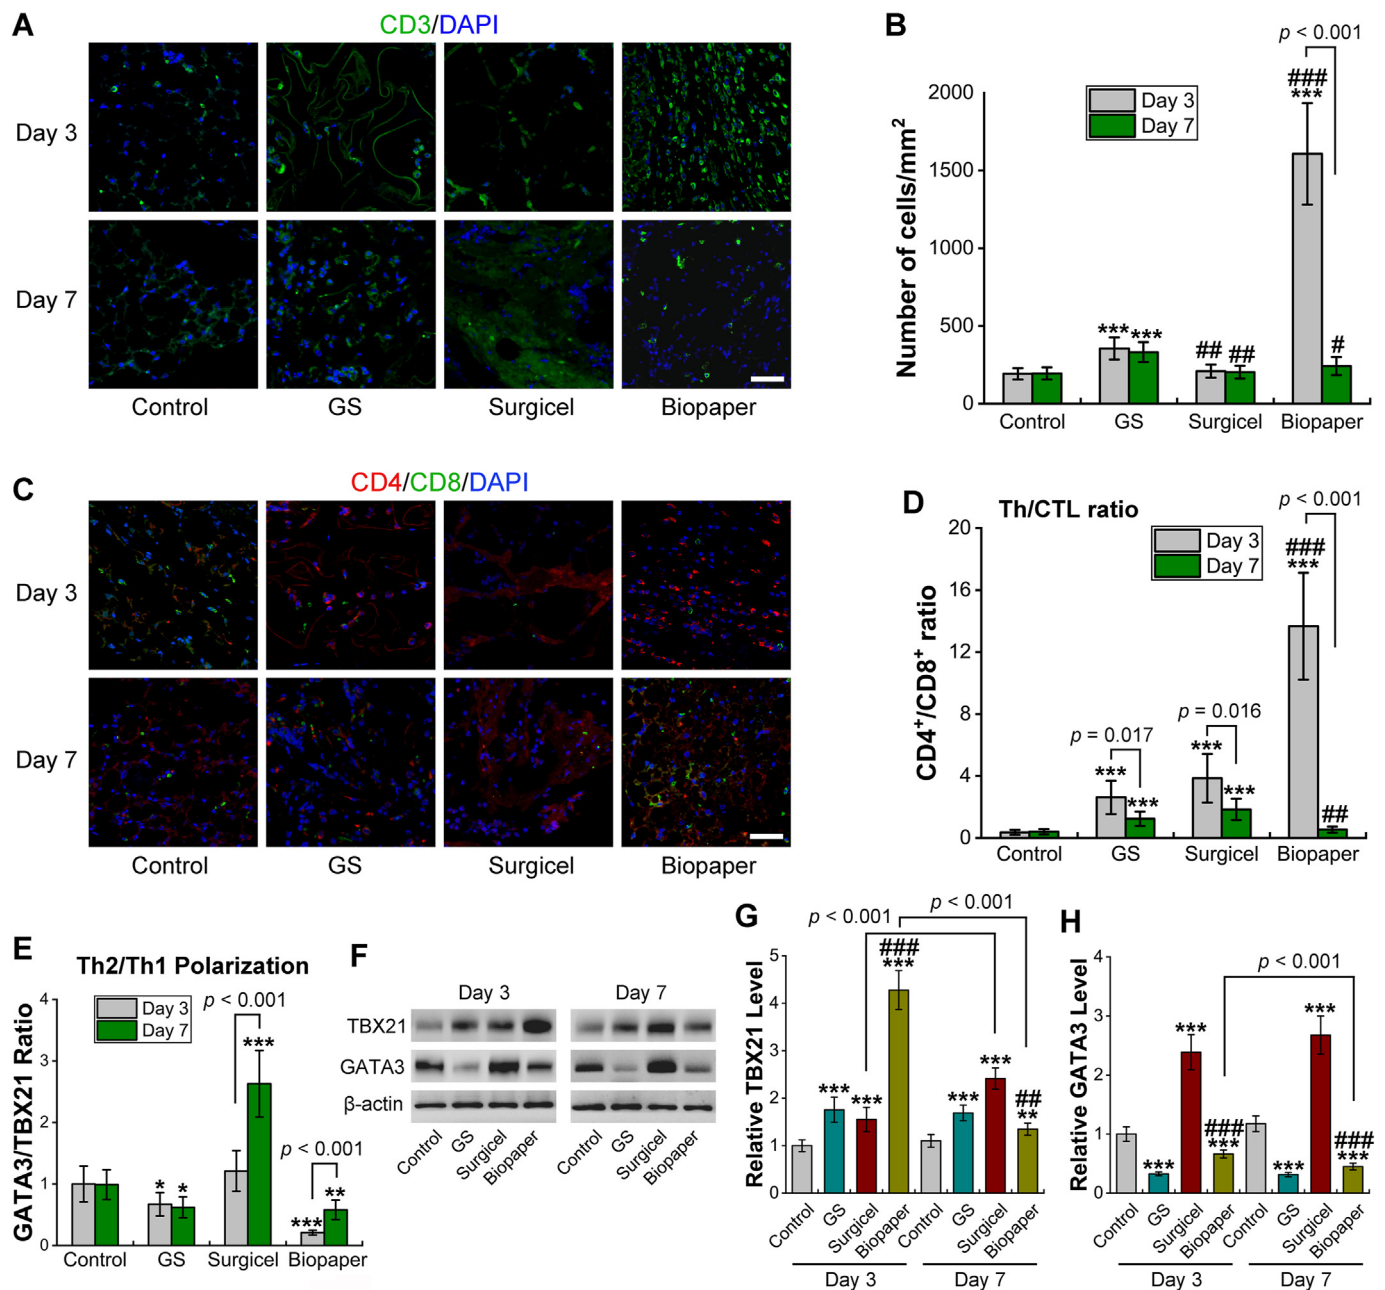 A
CD3/DAPI
Day 3
Day 7
Control GS Surgicel Biopaper
B
p < 0.001
Day 3
Day 7
Number of cells/mm²
2000
1500
1000
500
0
*** *** ## ## ### *** #
Control GS Surgicel Biopaper
C
CD4/CD8/DAPI
Day 3
Day 7
Control GS Surgicel Biopaper
D
Th/CTL ratio
p < 0.001
Day 3
Day 7
CD4⁺/CD8⁺ ratio
20
16
12
8
4
0
p = 0.017
p = 0.016
*** *** *** *** ### *** ##
Control GS Surgicel Biopaper
E
Th2/Th1 Polarization
Day 3
Day 7
p < 0.001
p < 0.001
GATA3/TBX21 Ratio
4
3
2
1
0
* * *** *** **
Control GS Surgicel Biopaper
F
Day 3 Day 7
TBX21
GATA3
β-actin
Control GS Surgicel Biopaper Control GS Surgicel Biopaper
G
p < 0.001
p < 0.001
Relative TBX21 Level
5
4
3
2
1
0
*** *** ### *** *** *** ## **
Control GS Surgicel Biopaper Control GS Surgicel Biopaper
Day 3 Day 7
H
p < 0.001
Relative GATA3 Level
4
3
2
1
0
*** *** ### *** *** *** ### ***
Control GS Surgicel Biopaper Control GS Surgicel Biopaper
Day 3 Day 7